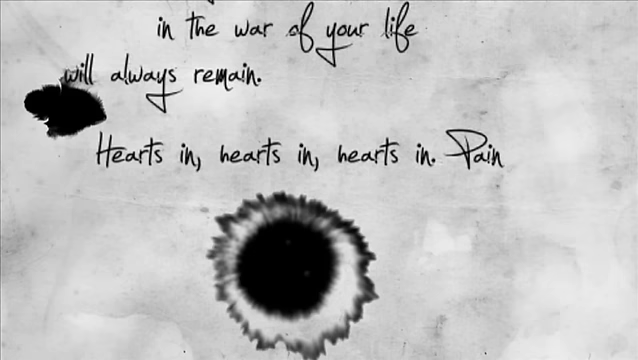 in the war of your life
will always remain.
Hearts in, hearts in, hearts in. Pain